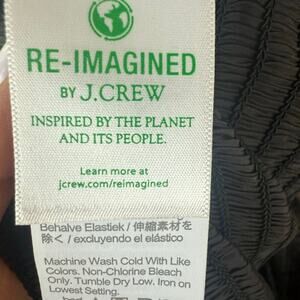 RE-IMAGINED
BY J.CREW
INSPIRED BY THE PLANET
AND ITS PEOPLE.
Learn more at
jcrew.com/reimagined
Behalve Elastiek / 伸縮素材を
除く / excluyendo el elástico
Machine Wash Cold With Like
Colors. Non-Chlorine Bleach
Only. Tumble Dry Low. Iron on
Lowest Setting.